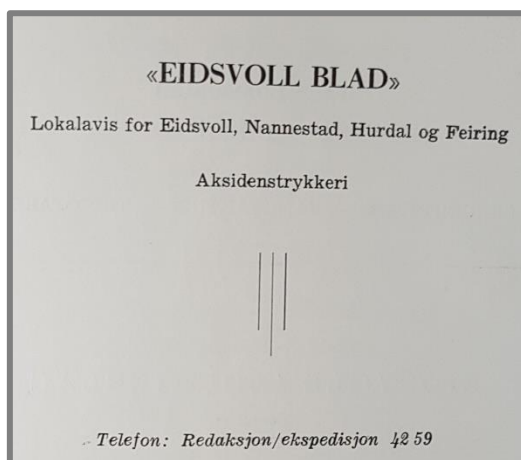 «EIDSVOLL BLAD»
Lokalavis for Eidsvoll, Nannestad, Hurdal og Feiring
Aksidenstrykkeri
Telefon: Redaksjon/ekspedisjon 42 59